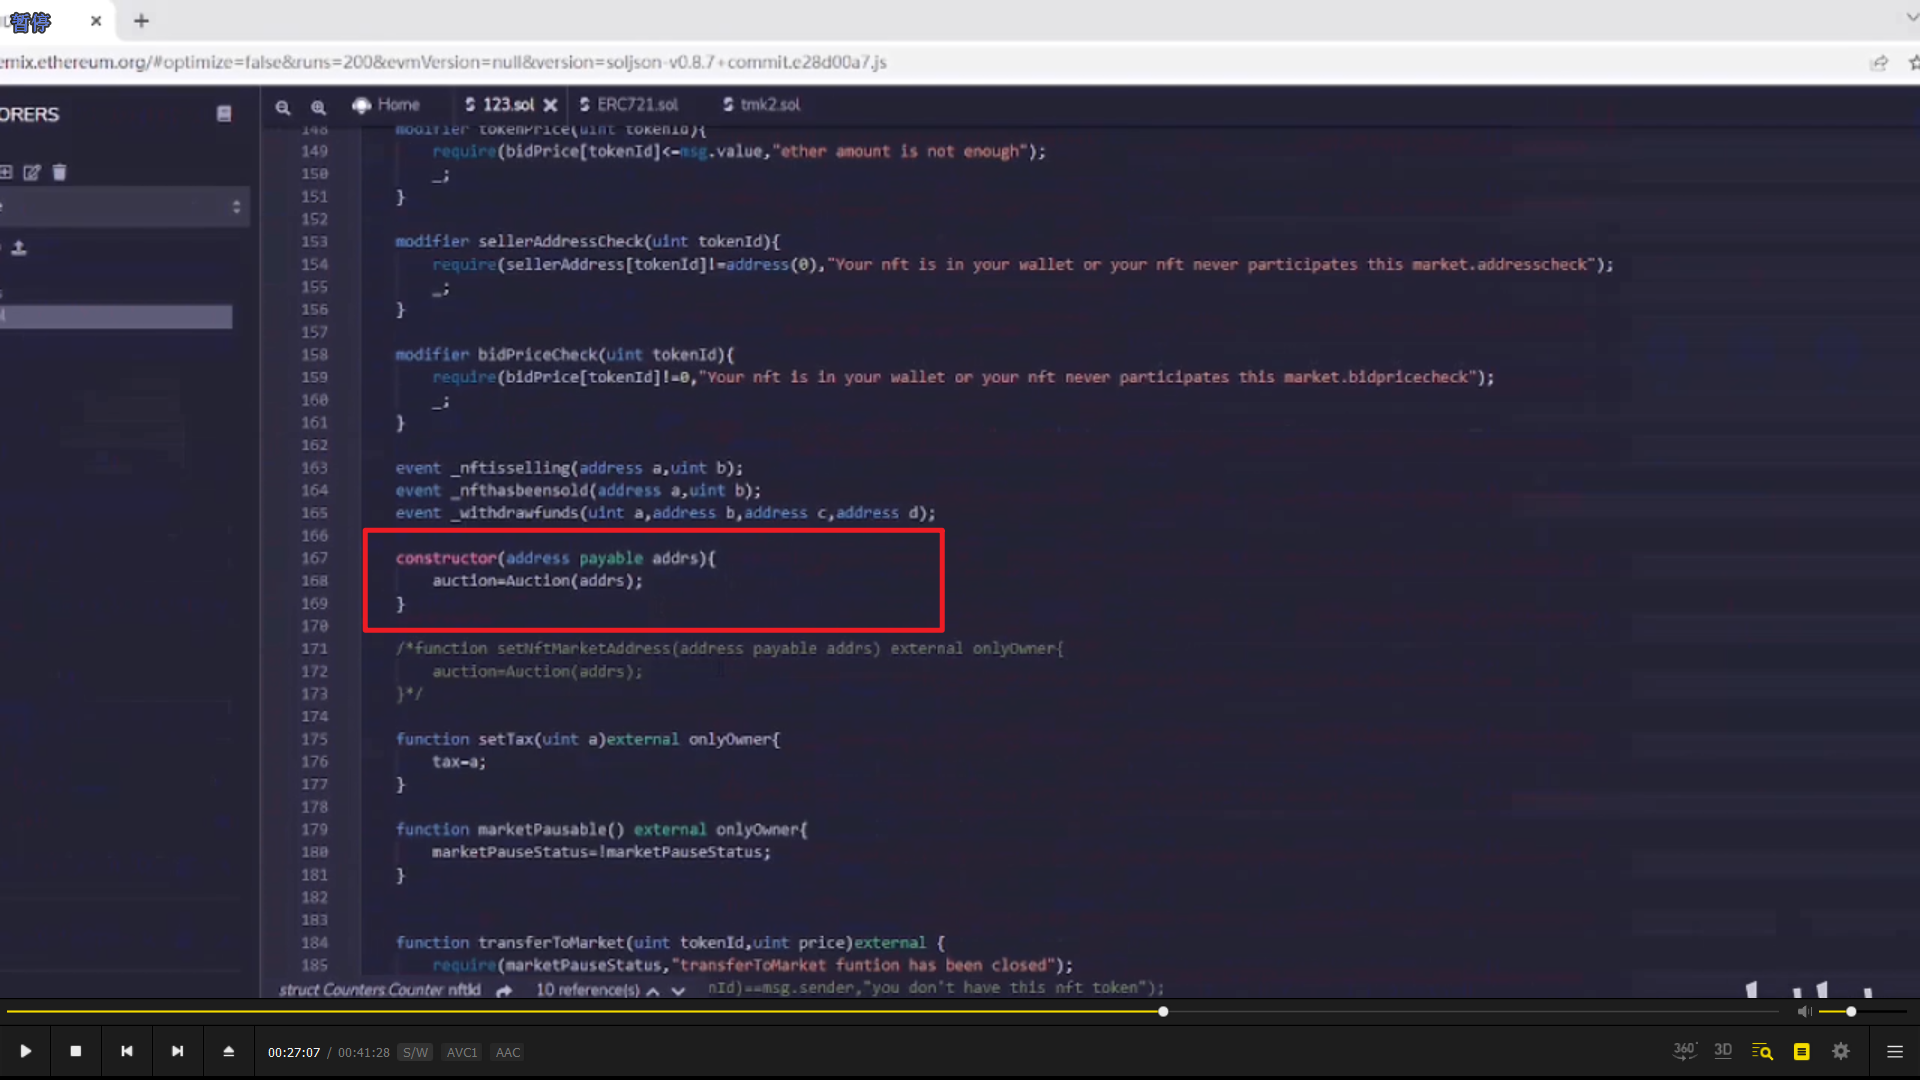 暂停
emix.ethereum.org/#optimize=false&runs=200&evmVersion=null&version=soljson-v0.8.7+commit.e28d00a7.js
ORERS
Home 123.sol ERC721.sol tmk2.sol
148 modifier tokenPrice(uint tokenId){
149 require(bidPrice[tokenId]<=msg.value,"ether amount is not enough");
150 _;
151 }
152
153 modifier sellerAddressCheck(uint tokenId){
154 require(sellerAddress[tokenId]!=address(0),"Your nft is in your wallet or your nft never participates this market.addresscheck");
155 _;
156 }
157
158 modifier bidPriceCheck(uint tokenId){
159 require(bidPrice[tokenId]!=0,"Your nft is in your wallet or your nft never participates this market.bidpricecheck");
160 _;
161 }
162
163 event _nftisselling(address a,uint b);
164 event _nfthasbeensold(address a,uint b);
165 event _withdrawfunds(uint a,address b,address c,address d);
166
167 constructor(address payable addrs){
168 auction=Auction(addrs);
169 }
170
171 /*function setNftMarketAddress(address payable addrs) external onlyOwner{
172 auction=Auction(addrs);
173 }*/
174
175 function setTax(uint a)external onlyOwner{
176 tax=a;
177 }
178
179 function marketPausable() external onlyOwner{
180 marketPauseStatus=!marketPauseStatus;
181 }
182
183
184 function transferToMarket(uint tokenId,uint price)external {
185 require(marketPauseStatus,"transferToMarket funtion has been closed");
struct Counters.Counter nftId 10 reference(s) nId)==msg.sender,"you don't have this nft token");
00:27:07 / 00:41:28 S/W AVC1 AAC 360° 3D